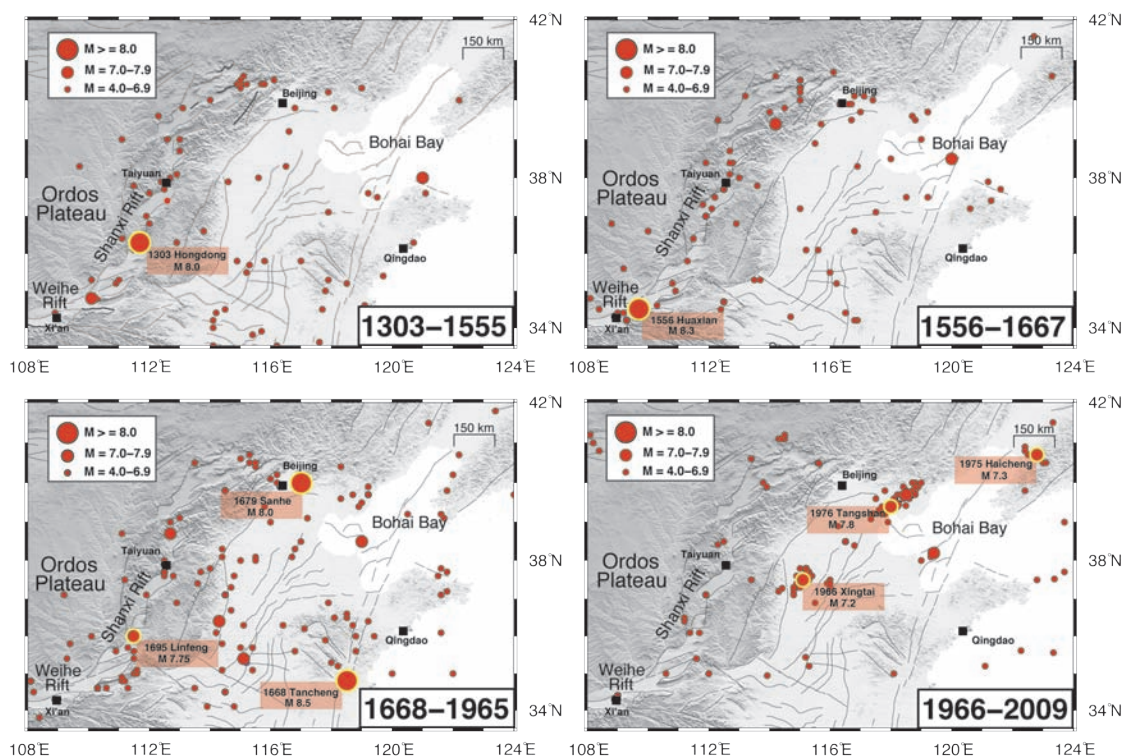 M >= 8.0
M = 7.0–7.9
M = 4.0–6.9
150 km
42°N
Beijing
Bohai Bay
Taiyuan
38°N
Ordos
Plateau
Shanxi Rift
1303 Hongdong
M 8.0
Qingdao
Weihe
Rift
Xi'an
1303–1555
34°N
108°E
112°E
116°E
120°E
124°E
M >= 8.0
M = 7.0–7.9
M = 4.0–6.9
150 km
42°N
Beijing
Bohai Bay
Taiyuan
38°N
Ordos
Plateau
Shanxi Rift
Qingdao
Weihe
Rift
Xi'an
1556 Huaxian
M 8.3
1556–1667
34°N
108°E
112°E
116°E
120°E
124°E
M >= 8.0
M = 7.0–7.9
M = 4.0–6.9
150 km
42°N
Beijing
1679 Sanhe
M 8.0
Bohai Bay
Taiyuan
38°N
Ordos
Plateau
Shanxi Rift
1695 Linfeng
M 7.75
Qingdao
Weihe
Rift
Xi'an
1668 Tancheng
M 8.5
1668–1965
34°N
108°E
112°E
116°E
120°E
124°E
M >= 8.0
M = 7.0–7.9
M = 4.0–6.9
150 km
42°N
1975 Haicheng
M 7.3
Beijing
1976 Tangshan
M 7.8
Bohai Bay
Taiyuan
38°N
Ordos
Plateau
Shanxi Rift
1966 Xingtai
M 7.2
Qingdao
Weihe
Rift
Xi'an
1966–2009
34°N
108°E
112°E
116°E
120°E
124°E